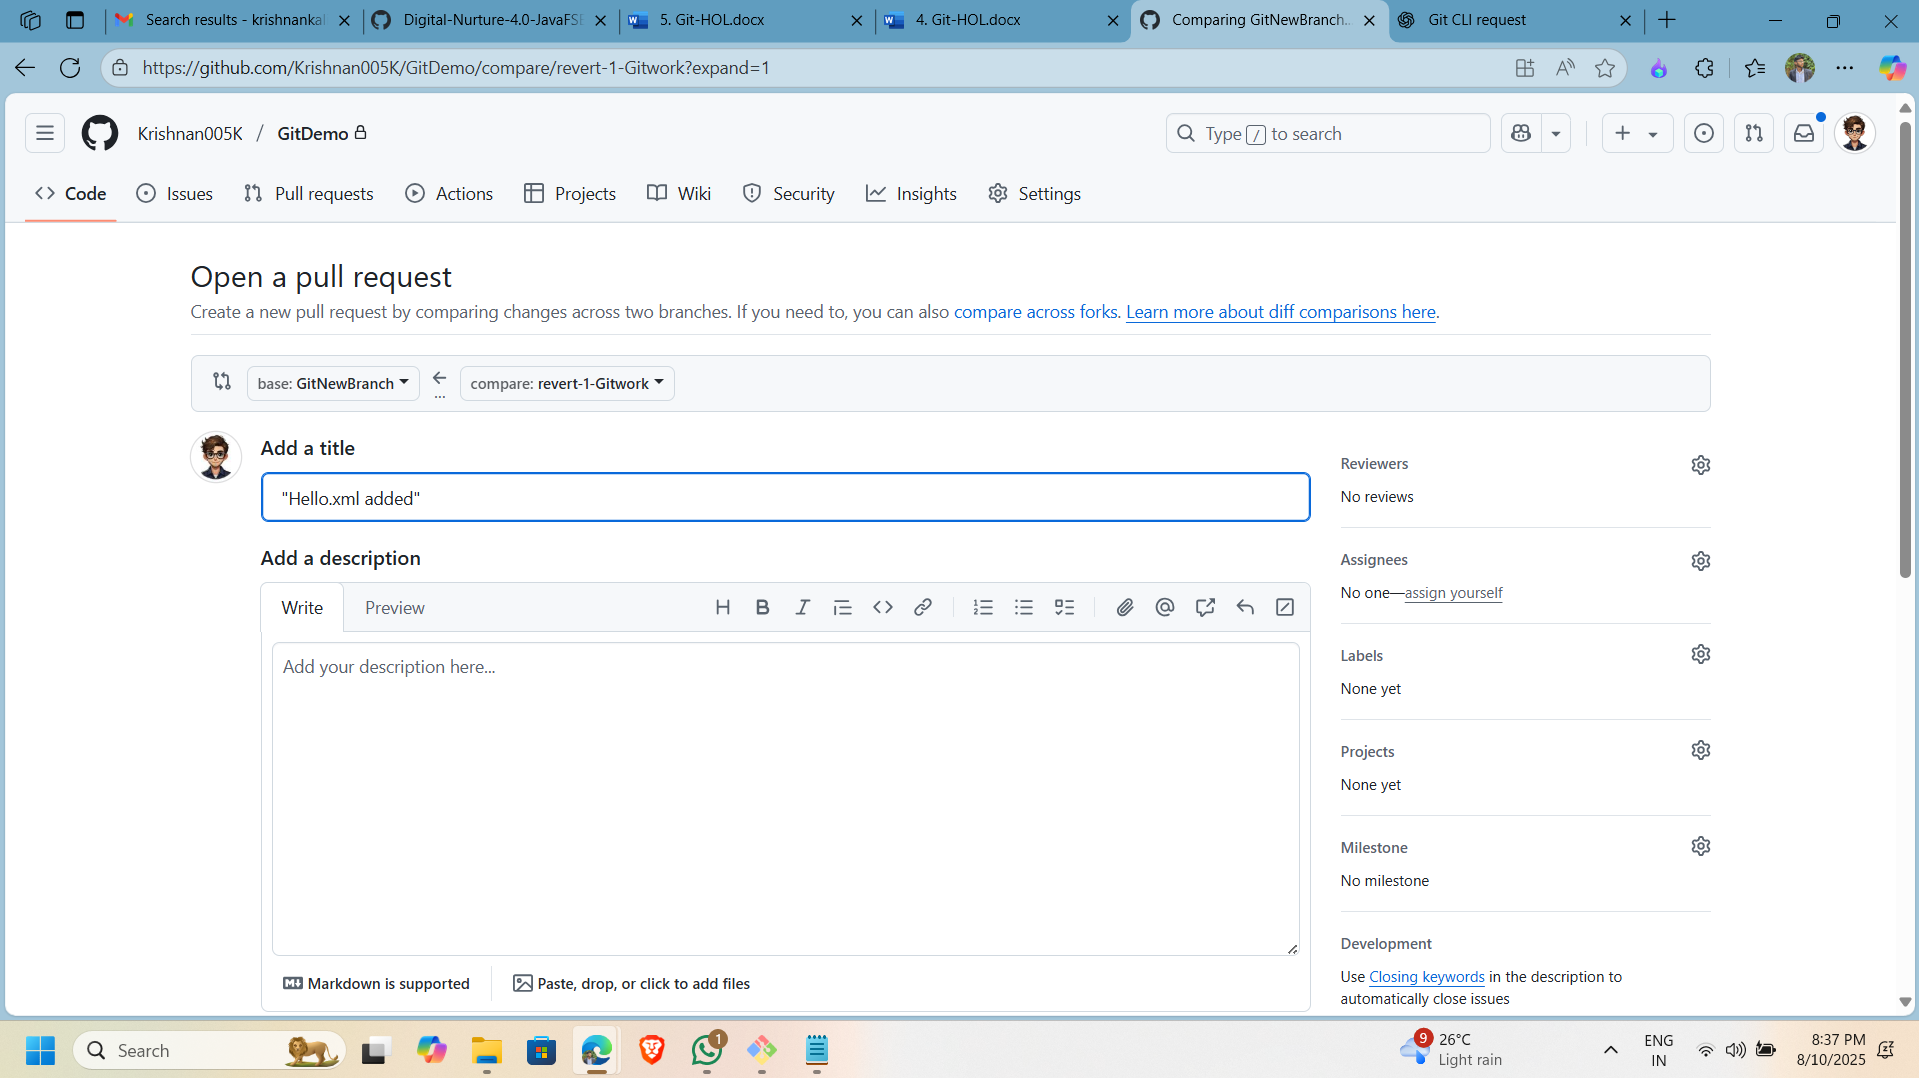 Search results - krishnankal
Digital-Nurture-4.0-JavaFSE
5. Git-HOL.docx
4. Git-HOL.docx
Comparing GitNewBranch...
Git CLI request
https://github.com/Krishnan005K/GitDemo/compare/revert-1-Gitwork?expand=1
Krishnan005K / GitDemo
Type / to search
Code
Issues
Pull requests
Actions
Projects
Wiki
Security
Insights
Settings
Open a pull request
Create a new pull request by comparing changes across two branches. If you need to, you can also compare across forks. Learn more about diff comparisons here.
base: GitNewBranch
...
compare: revert-1-Gitwork
Add a title
"Hello.xml added"
Add a description
Write
Preview
Add your description here...
Markdown is supported
Paste, drop, or click to add files
Reviewers
No reviews
Assignees
No one—assign yourself
Labels
None yet
Projects
None yet
Milestone
No milestone
Development
Use Closing keywords in the description to
automatically close issues
Search
1
9
26°C
Light rain
ENG
IN
8:37 PM
8/10/2025